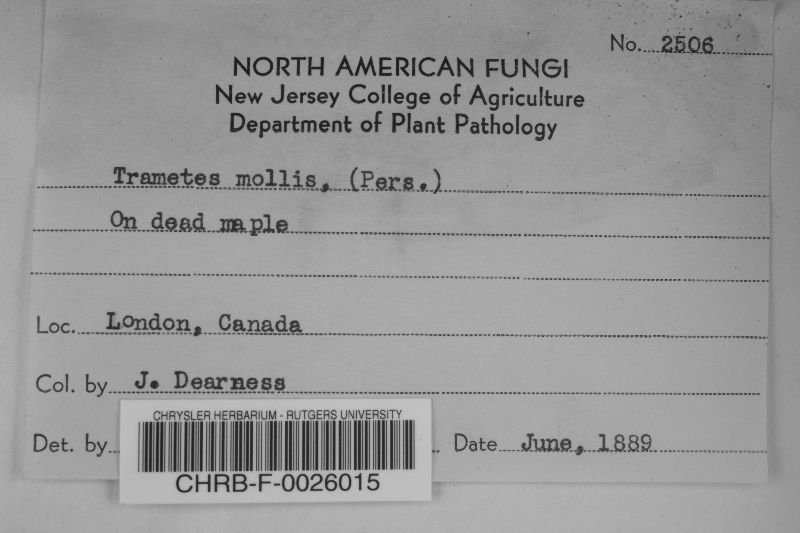 No. 2506
NORTH AMERICAN FUNGI
New Jersey College of Agriculture
Department of Plant Pathology
Trametes mollis, (Pers.)
On dead maple
Loc. London, Canada
Col. by J. Dearness
Det. by
Date June, 1889
CHRYSLER HERBARIUM - RUTGERS UNIVERSITY
CHRB-F-0026015